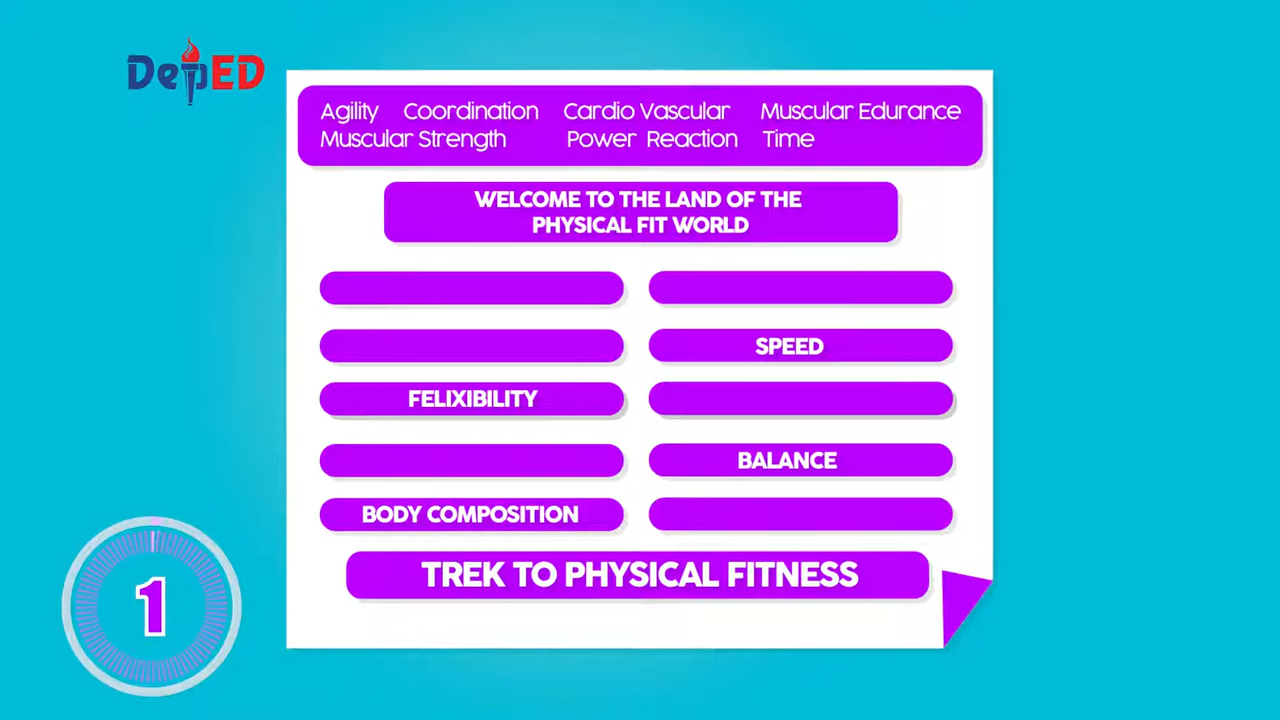 DepED
Agility Coordination Cardio Vascular Muscular Edurance
Muscular Strength Power Reaction Time
WELCOME TO THE LAND OF THE
PHYSICAL FIT WORLD
SPEED
FELIXIBILITY
BALANCE
BODY COMPOSITION
TREK TO PHYSICAL FITNESS
1